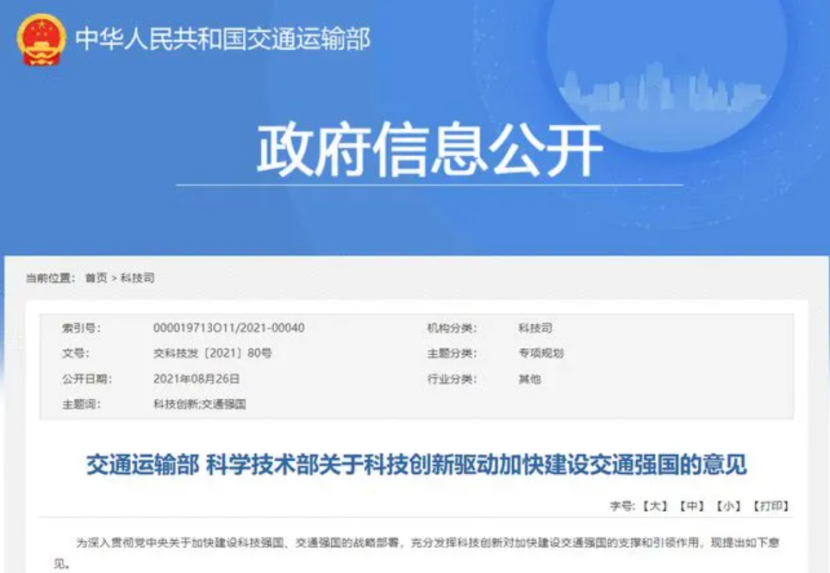 中华人民共和国交通运输部
政府信息公开
当前位置： 首页 > 科技司
索引号： 000019713O11/2021-00040 机构分类： 科技司
文号： 交科技发〔2021〕80号 主题分类： 专项规划
公开日期： 2021年08月26日 行业分类： 其他
主题词： 科技创新;交通强国
交通运输部 科学技术部关于科技创新驱动加快建设交通强国的意见
字号:【大】【中】【小】【打印】
为深入贯彻党中央关于加快建设科技强国、交通强国的战略部署，充分发挥科技创新对加快建设交通强国的支撑和引领作用，现提出如下意
见。